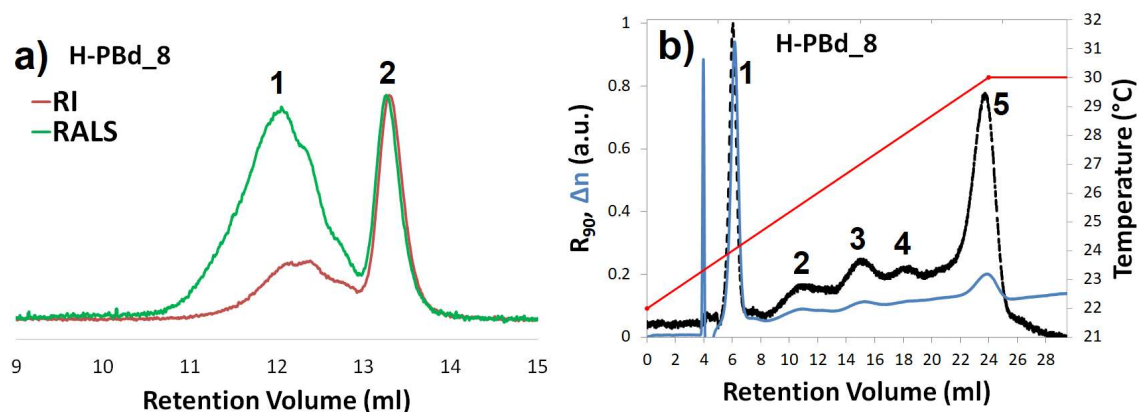 a) H-PBd_8
RI
RALS
1
2
9 10 11 12 13 14 15
Retention Volume (ml)
b) H-PBd_8
1
2
3
4
5
R90, Δn (a.u.)
1
0.8
0.6
0.4
0.2
0
0 2 4 6 8 10 12 14 16 18 20 22 24 26 28
Retention Volume (ml)
32
31
30
29
28
27
26
25
24
23
22
21
Temperature (°C)